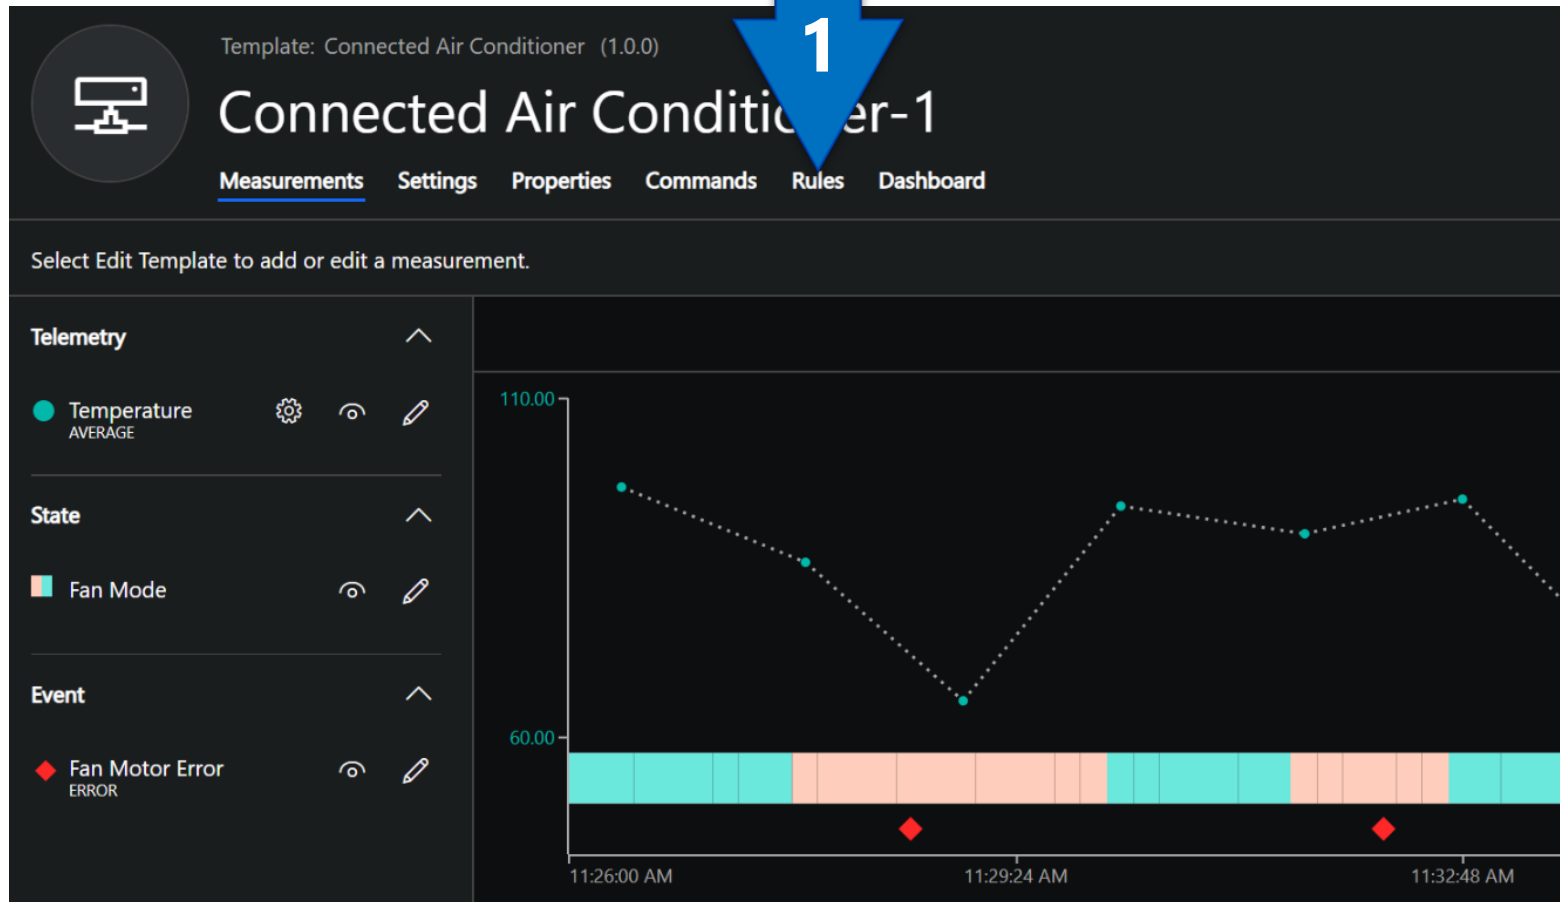 1
Template: Connected Air Conditioner (1.0.0)
Connected Air Conditioner-1
Measurements Settings Properties Commands Rules Dashboard
Select Edit Template to add or edit a measurement.
Telemetry
Temperature
AVERAGE
State
Fan Mode
Event
Fan Motor Error
ERROR
110.00
60.00
11:26:00 AM 11:29:24 AM 11:32:48 AM